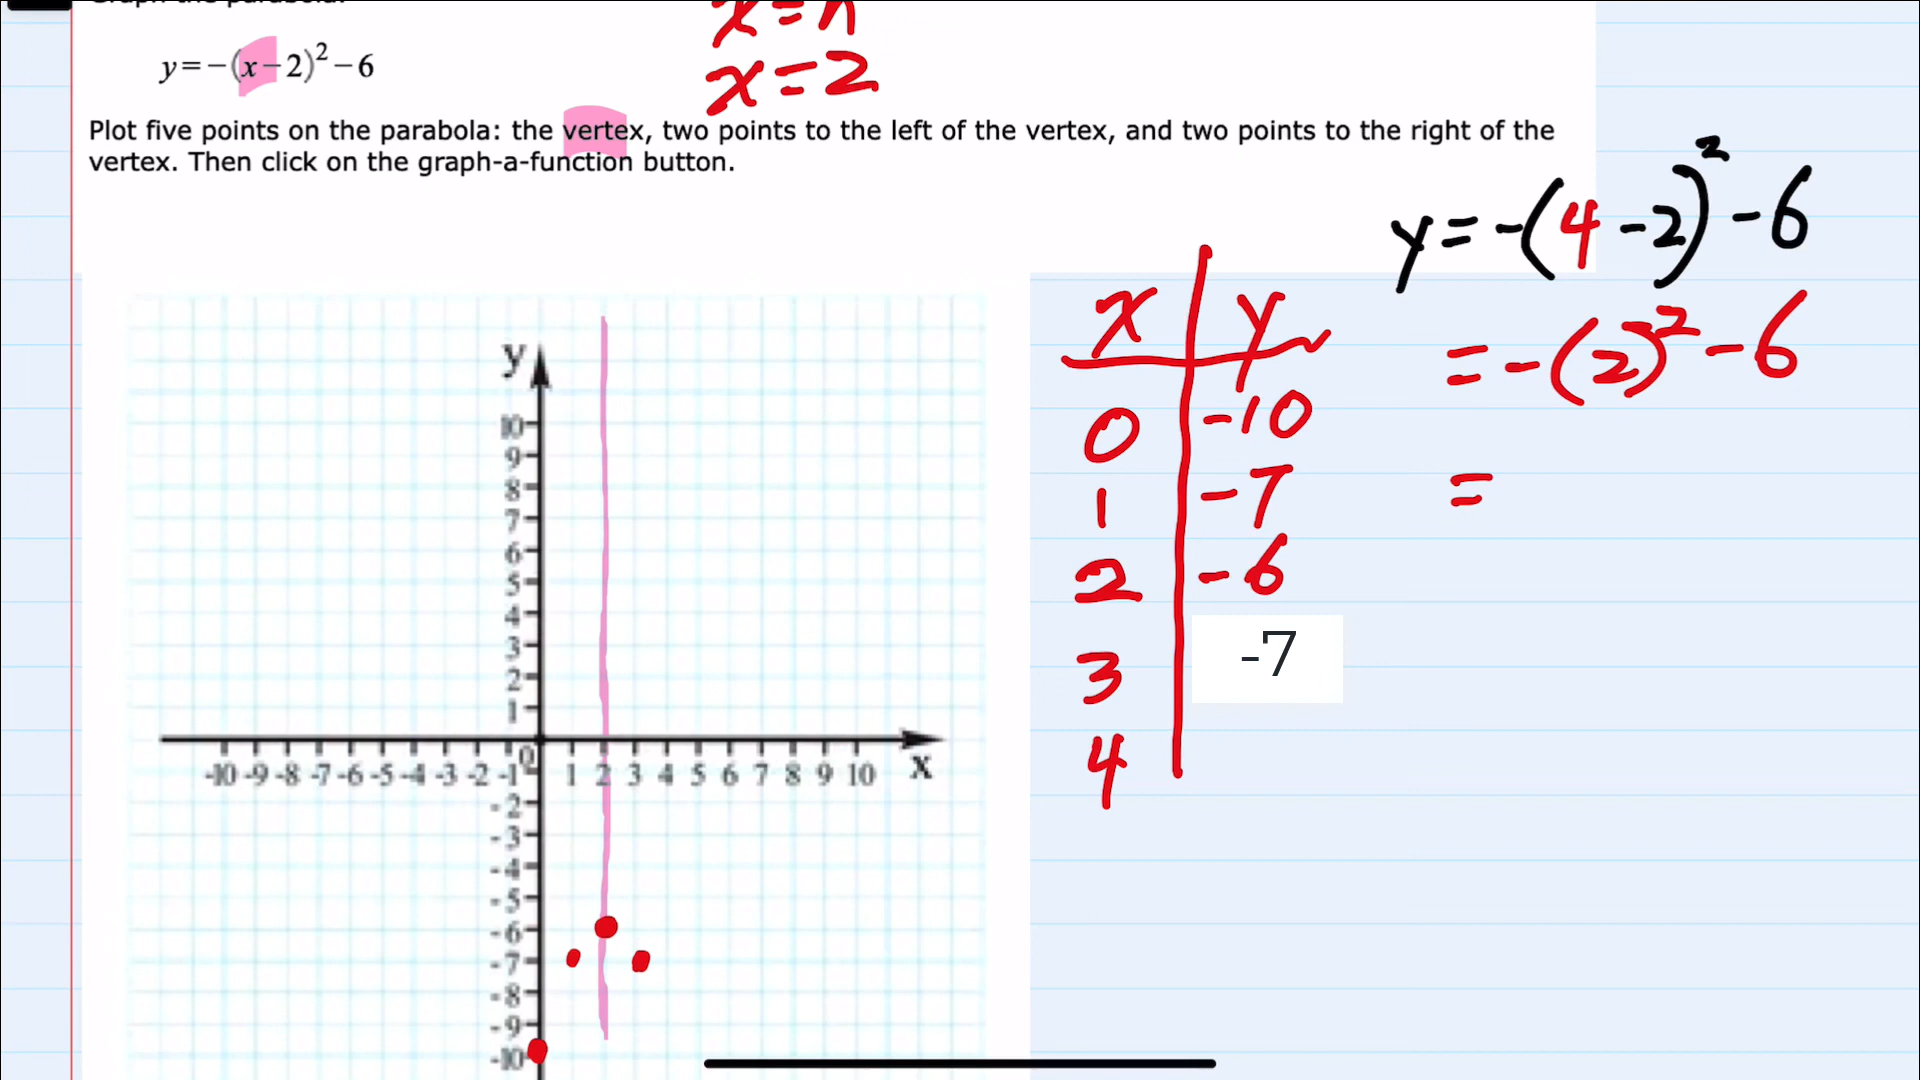 Graph the parabola.
x=h
y=-(x-2)²-6
x=2
Plot five points on the parabola: the vertex, two points to the left of the vertex, and two points to the right of the
vertex. Then click on the graph-a-function button.
y=-(4-2)²-6
=-(2)²-6
=
x y
0 -10
1 -7
2 -6
3 -7
4
y
10
9
8
7
6
5
4
3
2
1
-10 -9 -8 -7 -6 -5 -4 -3 -2 -1 0 1 2 3 4 5 6 7 8 9 10 x
-2
-3
-4
-5
-6
-7
-8
-9
-10